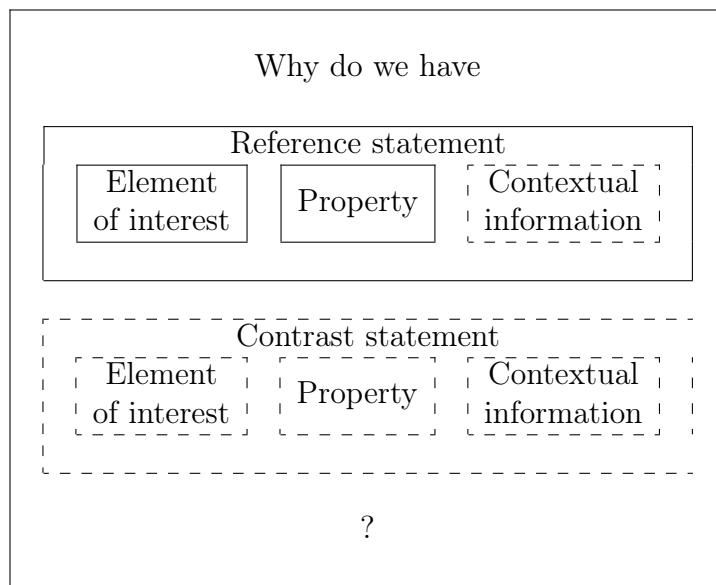 Why do we have
Reference statement
Element
of interest
Property
Contextual
information
Contrast statement
Element
of interest
Property
Contextual
information
?